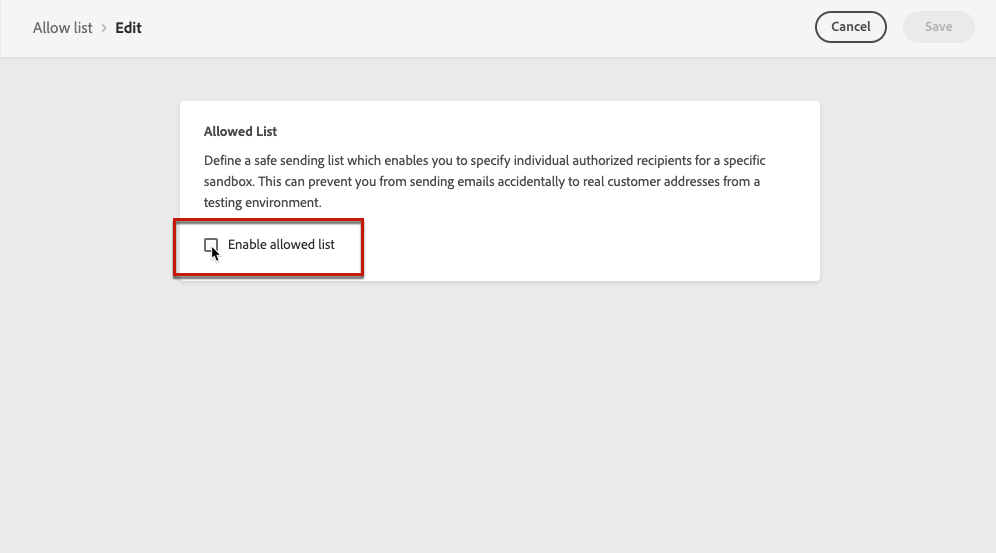 Allow list > Edit
Cancel
Save
Allowed List
Define a safe sending list which enables you to specify individual authorized recipients for a specific
sandbox. This can prevent you from sending emails accidentally to real customer addresses from a
testing environment.
Enable allowed list